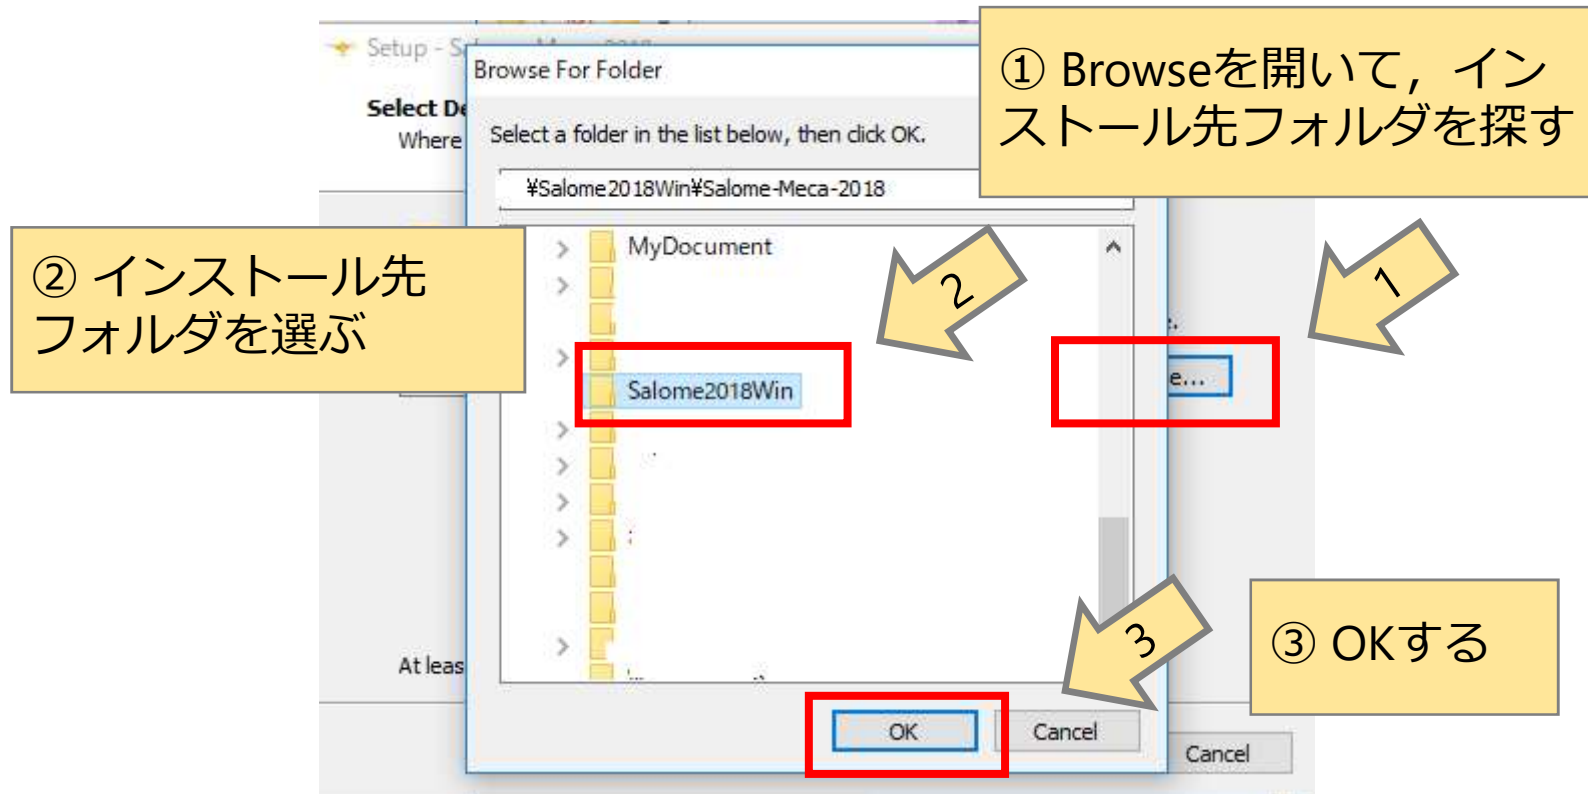 Setup - S
Browse For Folder
① Browseを開いて，イン
ストール先フォルダを探す
Select De
Where
Select a folder in the list below, then click OK.
¥Salome2018Win¥Salome-Meca-2018
② インストール先
フォルダを選ぶ
MyDocument
2
1
e...
Salome2018Win
3
③ OKする
At leas
OK
Cancel
Cancel